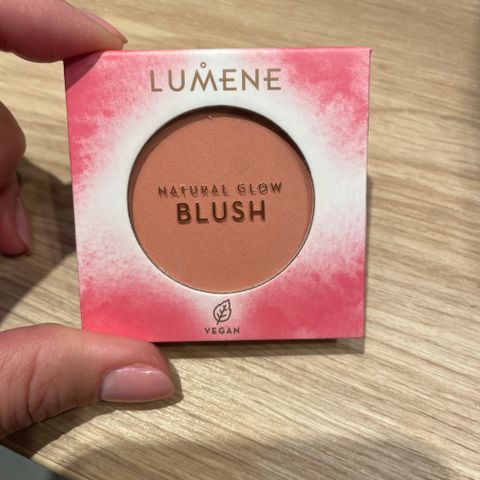 LUMENE
NATURAL GLOW
BLUSH
VEGAN